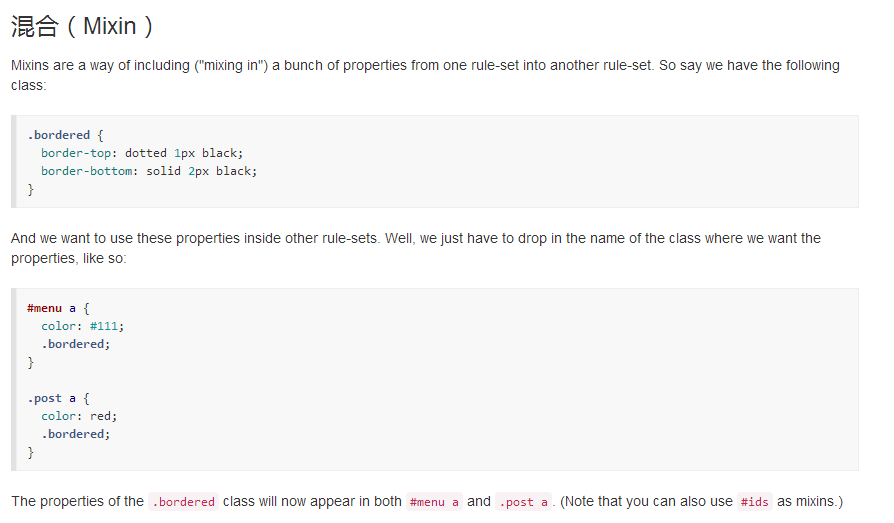 混合（Mixin）
Mixins are a way of including ("mixing in") a bunch of properties from one rule-set into another rule-set. So say we have the following
class:
.bordered {
  border-top: dotted 1px black;
  border-bottom: solid 2px black;
}
And we want to use these properties inside other rule-sets. Well, we just have to drop in the name of the class where we want the
properties, like so:
#menu a {
  color: #111;
  .bordered;
}
.post a {
  color: red;
  .bordered;
}
The properties of the .bordered class will now appear in both #menu a and .post a. (Note that you can also use #ids as mixins.)